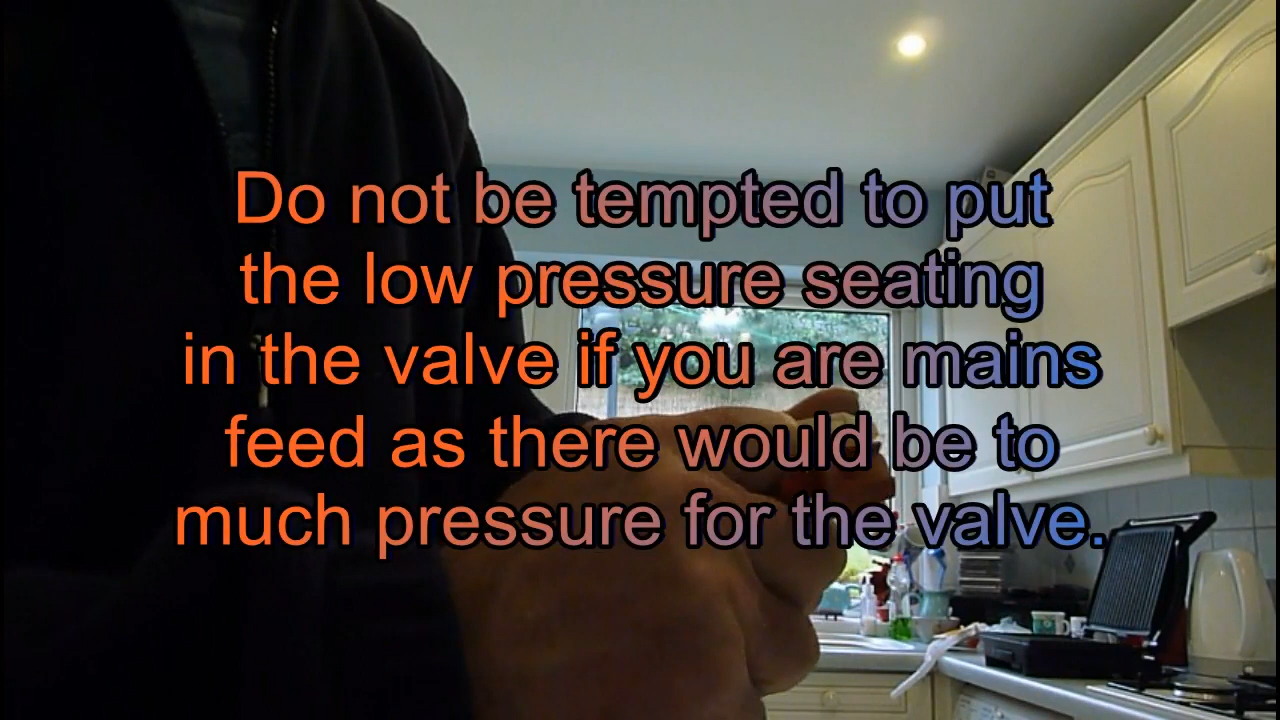 Do not be tempted to put
the low pressure seating
in the valve if you are mains
feed as there would be to
much pressure for the valve.